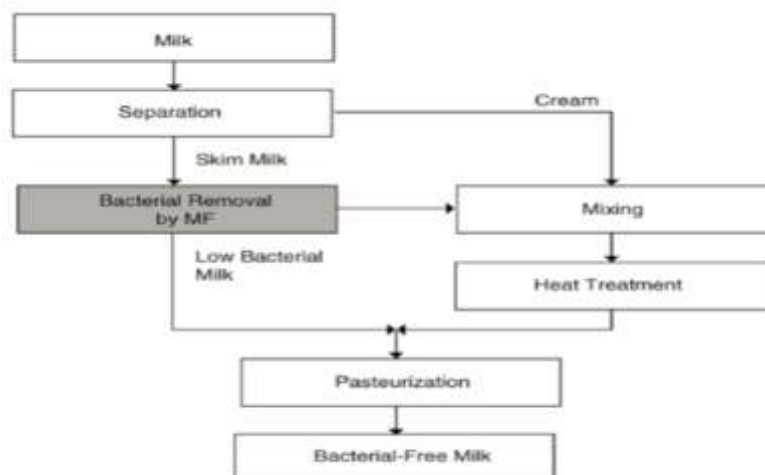 Milk
Separation
Cream
Skim Milk
Bacterial Removal
by MF
Mixing
Low Bacterial
Milk
Heat Treatment
Pasteurization
Bacterial-Free Milk